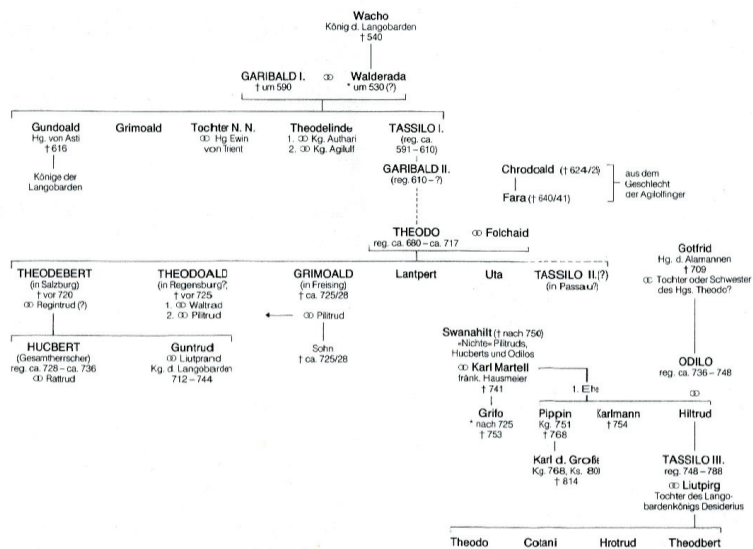 Wacho
König d. Langobarden
† 540
GARIBALD I.
† um 590
⚭
Walderada
* um 530 (?)
Gundoald
Hg. von Asti
† 616
Könige der
Langobarden
Grimoald
Tochter N. N.
⚭ Hg Ewin
von Trient
Theodelinde
1. ⚭ Kg. Authari
2. ⚭ Kg. Agilulf
TASSILO I.
(reg. ca.
591–610)
GARIBALD II.
(reg. 610–?)
Chrodoald († 624/25)
Fara († 640/41)
aus dem
Geschlecht
der Agilolfinger
THEODO
reg. ca. 680–ca. 717
⚭ Folchaid
THEODEBERT
(in Salzburg)
† vor 720
⚭ Regintrud (?)
THEODOALD
(in Regensburg?)
† vor 725
1. ⚭ Waltrad
2. ⚭ Pilitrud
GRIMOALD
(in Freising)
† ca. 725/28
⚭ Pilitrud
Lantpert
Uta
TASSILO II.(?)
(in Passau?)
Gotfrid
Hg. d. Alamannen
† 709
⚭ Tochter oder Schwester
des Hgs. Theodo?
HUCBERT
(Gesamtherrscher)
reg. ca. 728–ca. 736
⚭ Rattrud
Guntrud
⚭ Liutprand
Kg. d. Langobarden
712–744
Sohn
† ca. 725/28
Swanahilt († nach 750)
»Nichte« Pilitruds,
Hucberts und Odilos
⚭ Karl Martell
fränk. Hausmeier
† 741
1. Ehe
ODILO
reg. ca. 736–748
⚭
Grifo
* nach 725
† 753
Pippin
Kg. 751
† 768
Karlmann
† 754
Hiltrud
Karl d. Große
Kg. 768, Ks. 800
† 814
TASSILO III.
reg. 748–788
⚭ Liutpirg
Tochter des Lango-
bardenkönigs Desiderius
Theodo
Cotani
Hrotrud
Theodbert